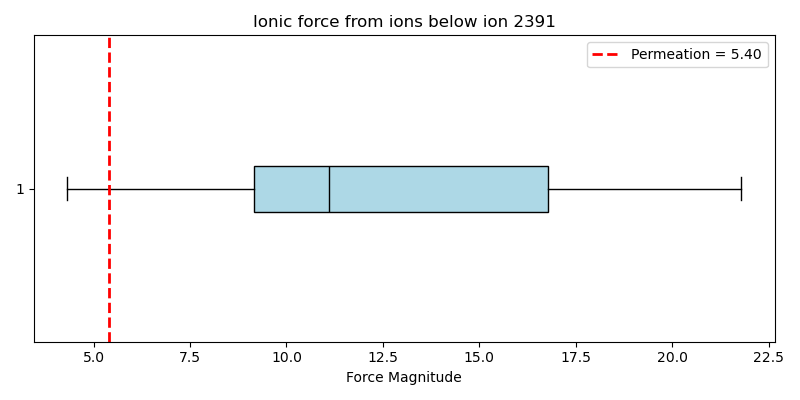 Ionic force from ions below ion 2391
Permeation = 5.40
1
5.0 7.5 10.0 12.5 15.0 17.5 20.0 22.5
Force Magnitude